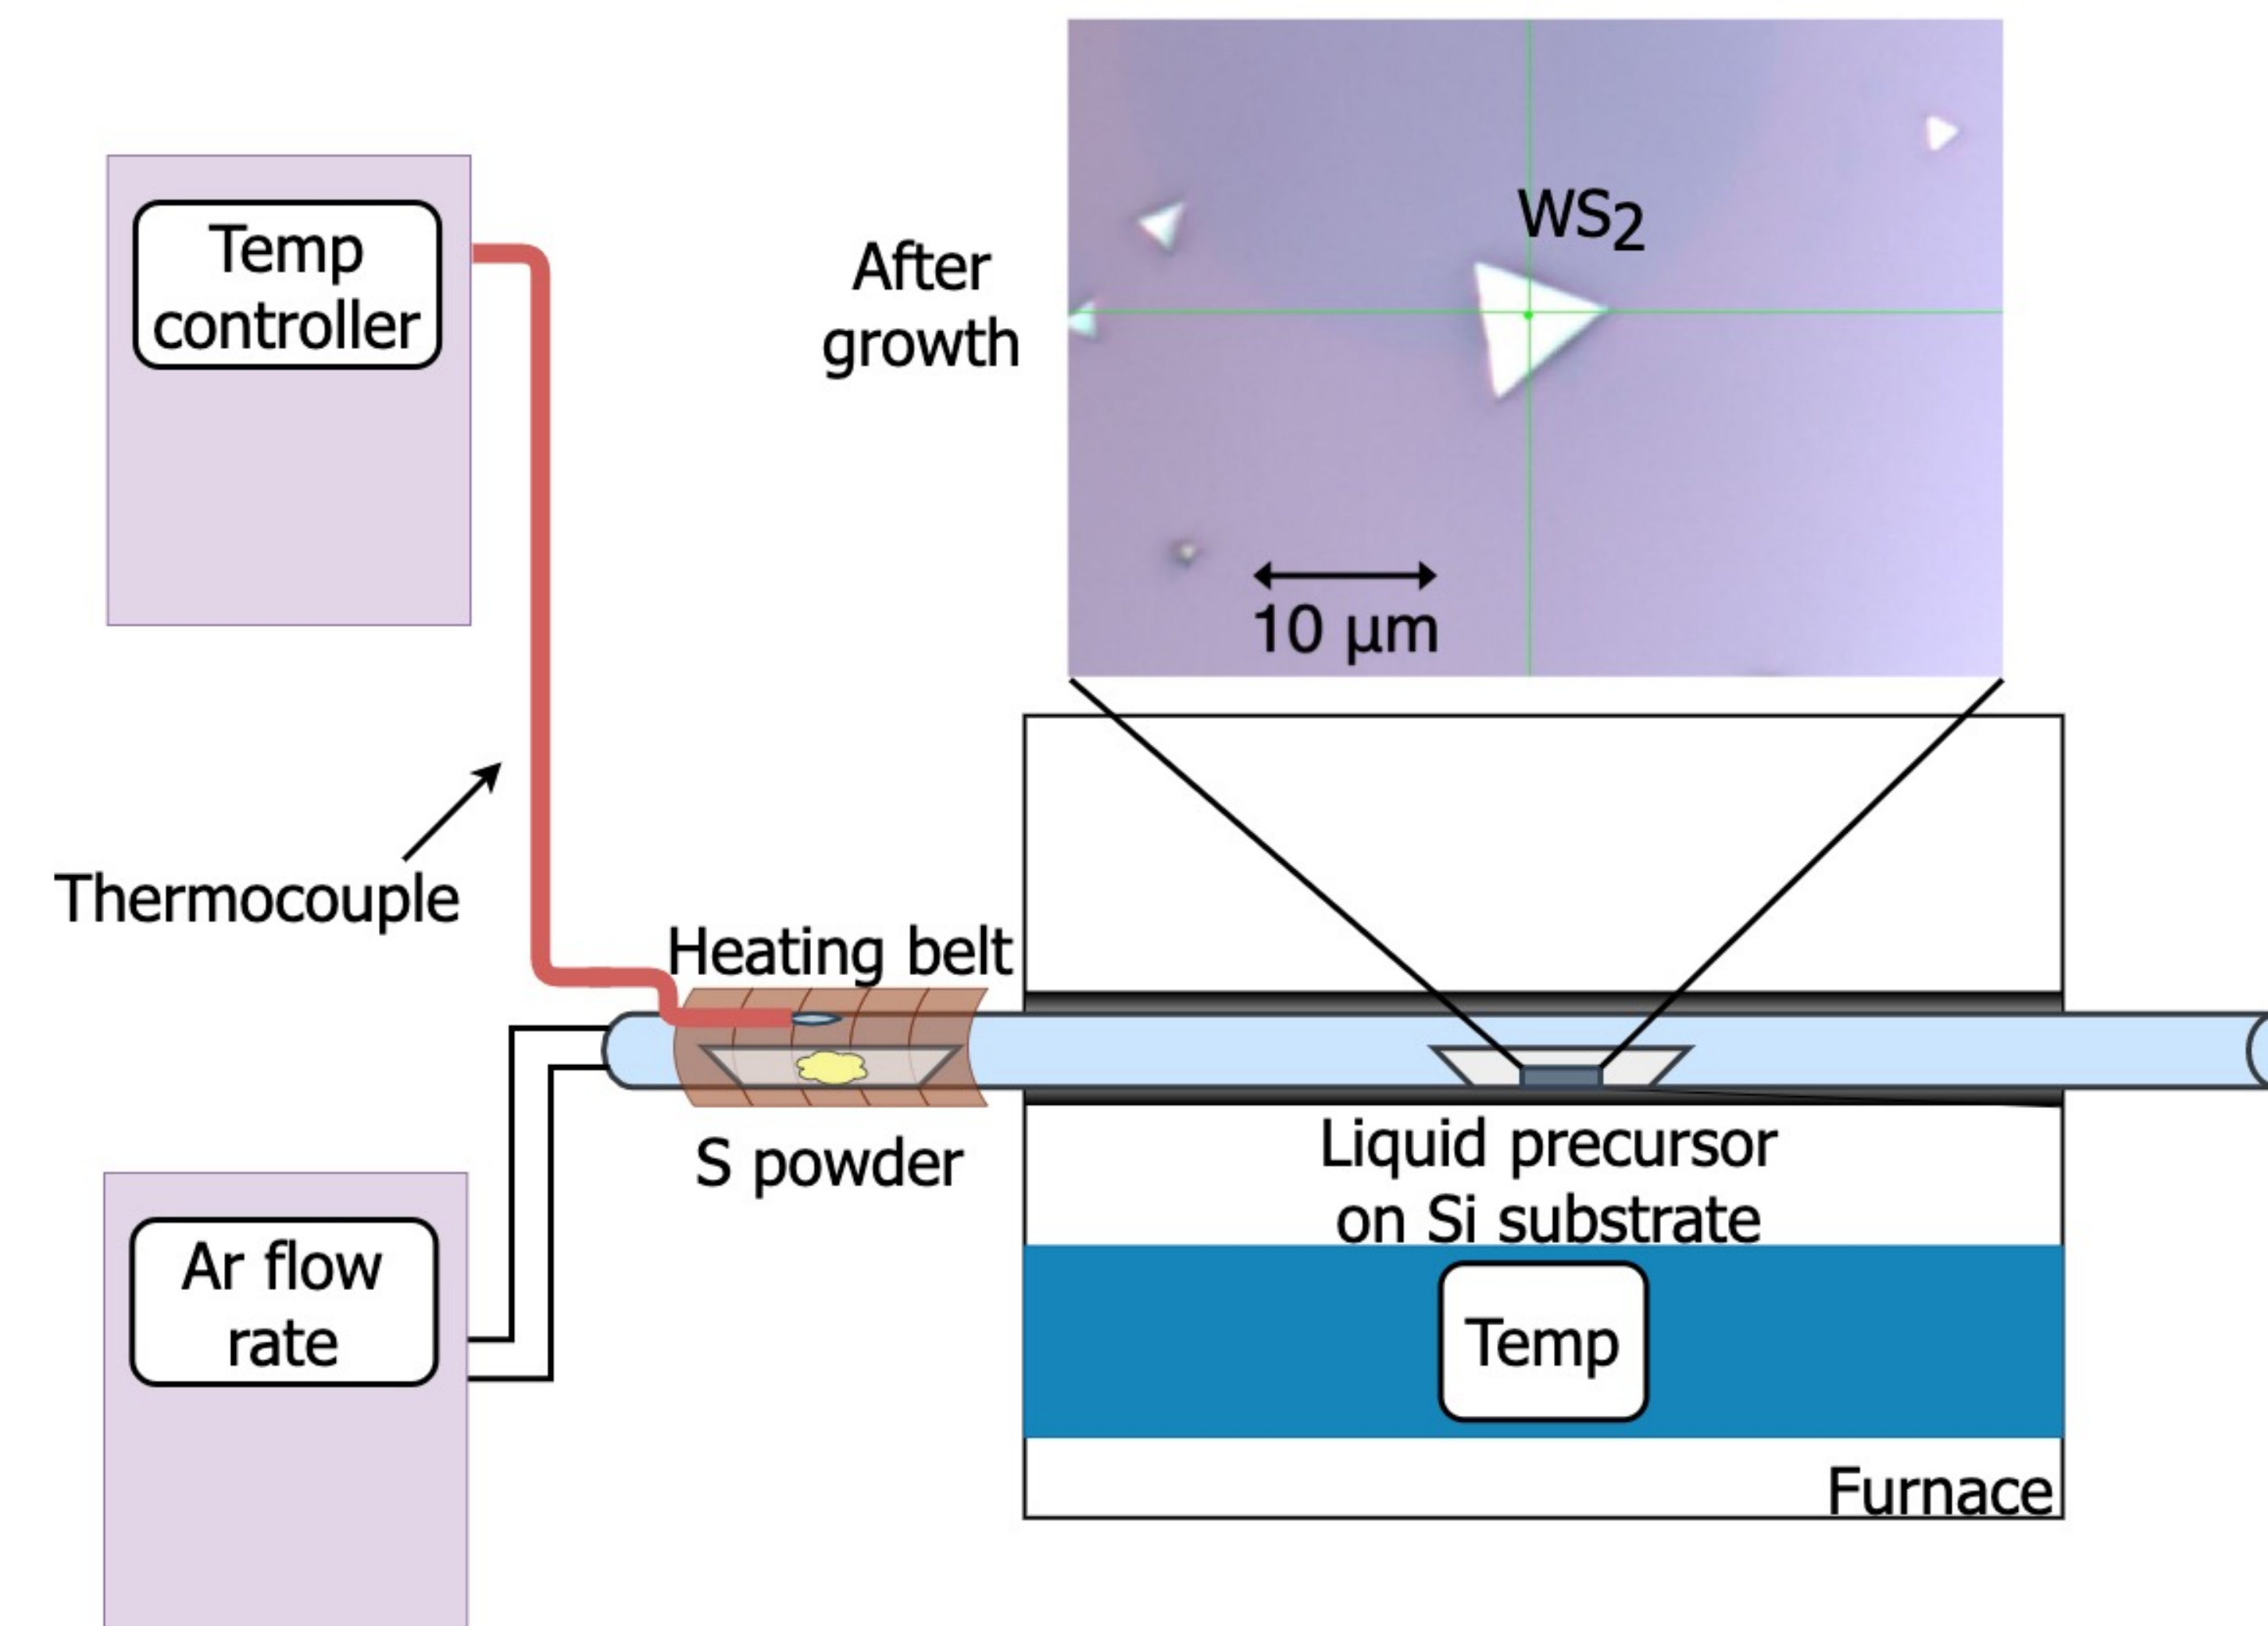 Temp
controller
After
growth
WS2
10 µm
Thermocouple
Heating belt
S powder
Liquid precursor
on Si substrate
Ar flow
rate
Temp
Furnace